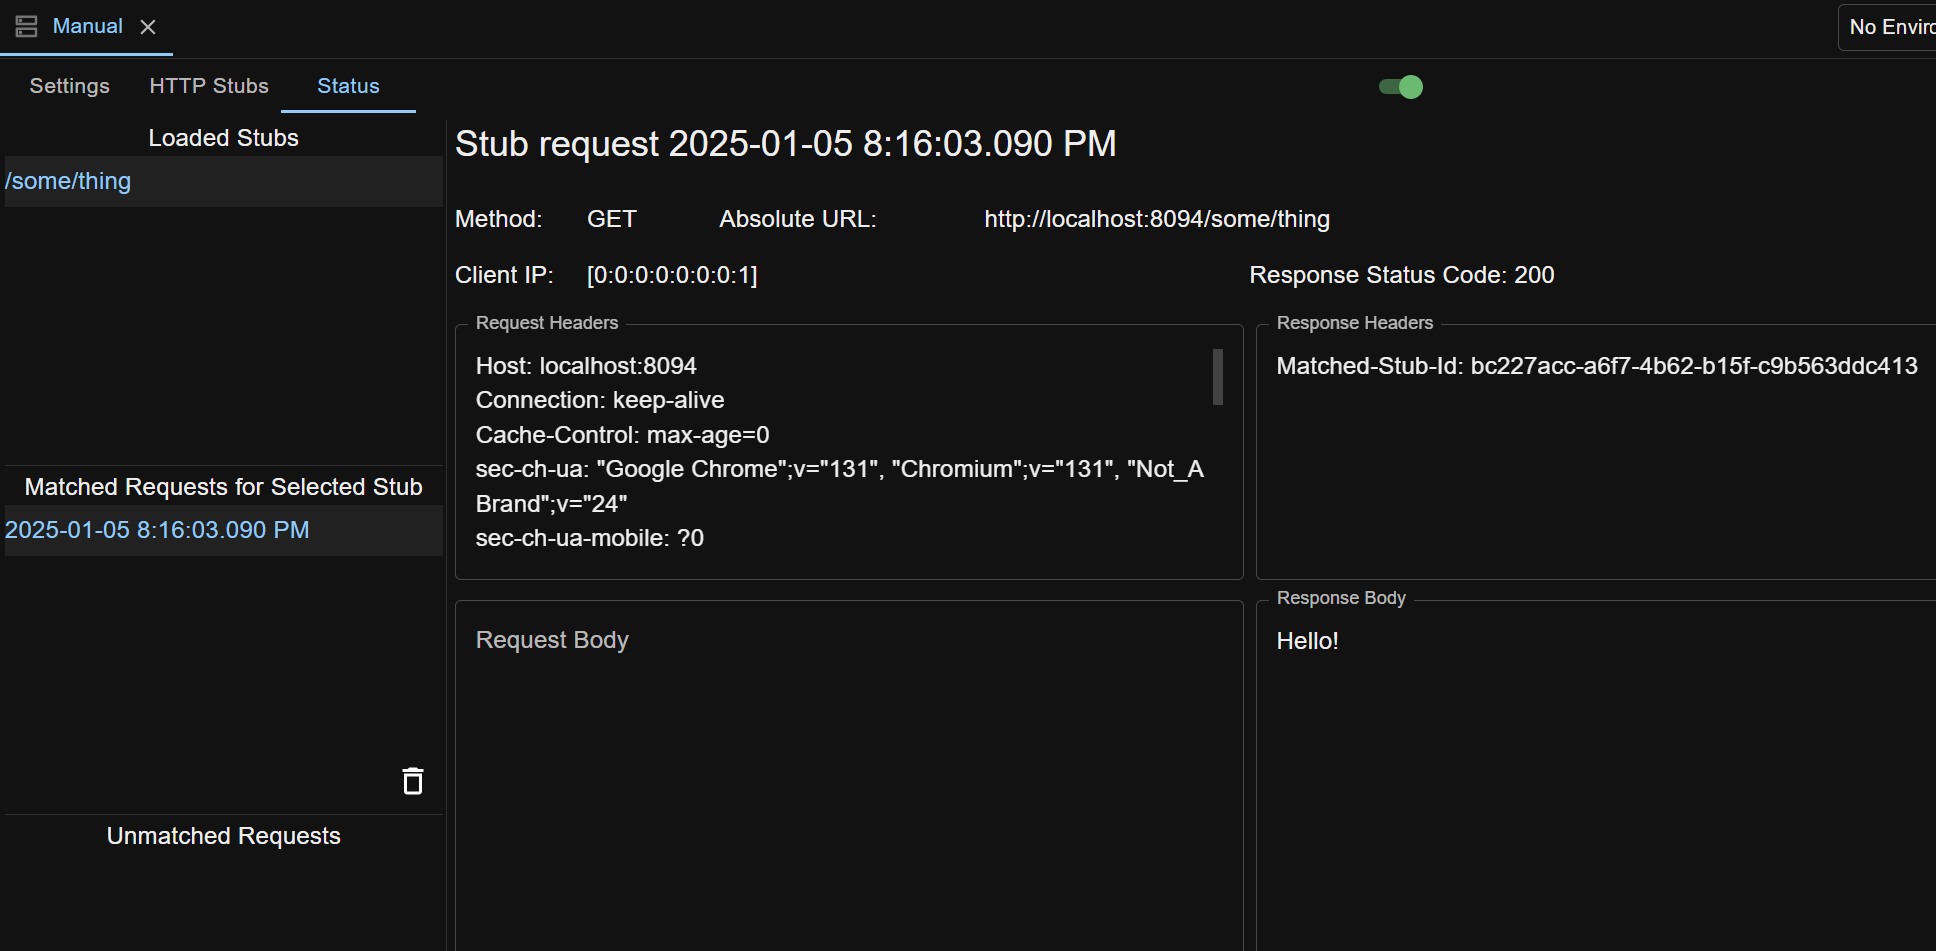 Manual
No Enviro
Settings
HTTP Stubs
Status
Loaded Stubs
/some/thing
Matched Requests for Selected Stub
2025-01-05 8:16:03.090 PM
Unmatched Requests
Stub request 2025-01-05 8:16:03.090 PM
Method: GET Absolute URL: http://localhost:8094/some/thing
Client IP: [0:0:0:0:0:0:0:1] Response Status Code: 200
Request Headers
Host: localhost:8094
Connection: keep-alive
Cache-Control: max-age=0
sec-ch-ua: "Google Chrome";v="131", "Chromium";v="131", "Not_A
Brand";v="24"
sec-ch-ua-mobile: ?0
Response Headers
Matched-Stub-Id: bc227acc-a6f7-4b62-b15f-c9b563ddc413
Request Body
Response Body
Hello!